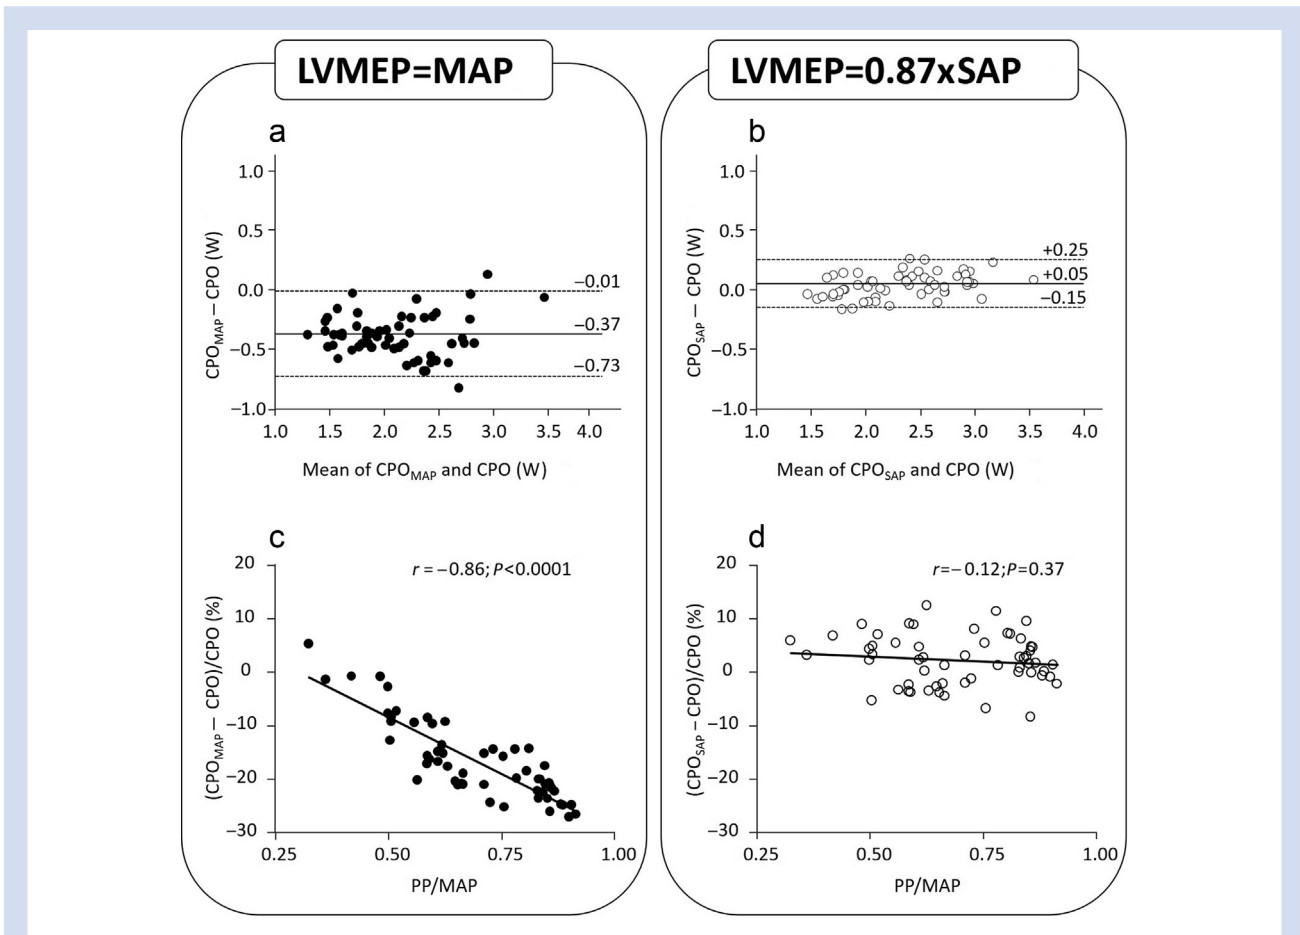 LVMEP=MAP
LVMEP=0.87xSAP
a
1.0
0.5
0.0
−0.5
−1.0
CPOMAP − CPO (W)
−0.01
−0.37
−0.73
1.0 1.5 2.0 2.5 3.0 3.5 4.0
Mean of CPOMAP and CPO (W)
b
1.0
0.5
0.0
−0.5
−1.0
CPOSAP − CPO (W)
+0.25
+0.05
−0.15
1.0 1.5 2.0 2.5 3.0 3.5 4.0
Mean of CPOSAP and CPO (W)
c
20
10
0
−10
−20
−30
(CPOMAP − CPO)/CPO (%)
r = −0.86; P<0.0001
0.25 0.50 0.75 1.00
PP/MAP
d
20
10
0
−10
−20
−30
(CPOSAP − CPO)/CPO (%)
r=−0.12;P=0.37
0.25 0.50 0.75 1.00
PP/MAP